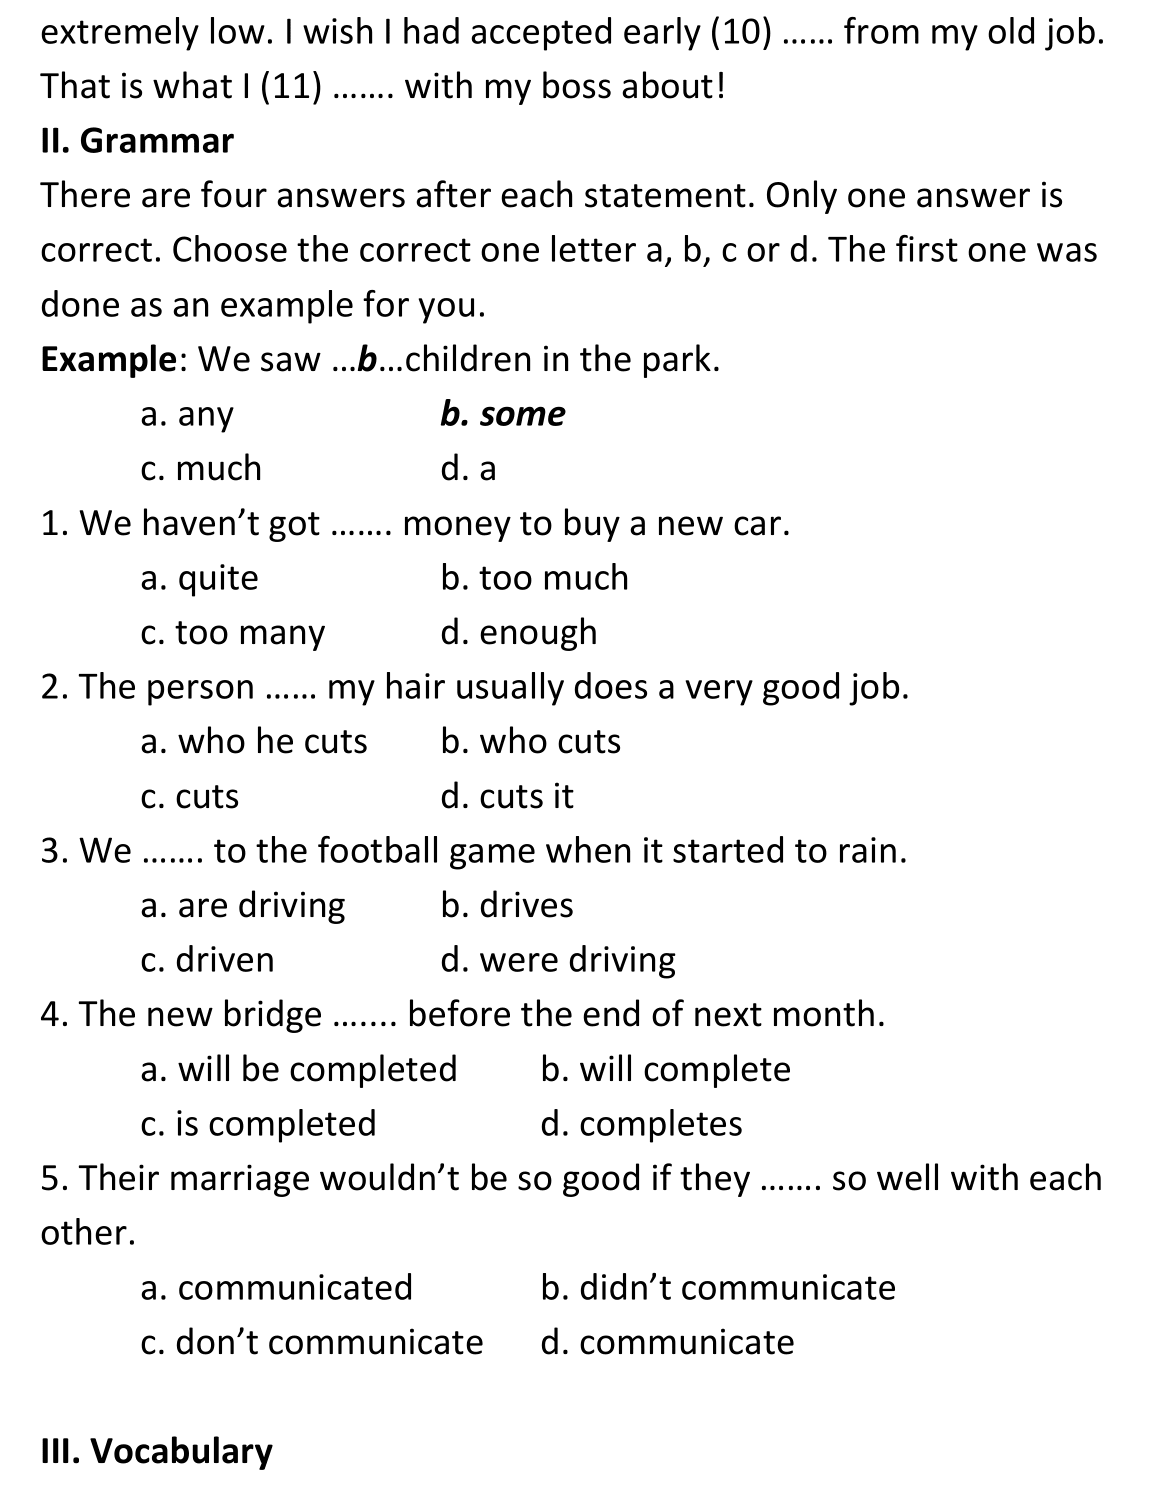 extremely low. I wish I had accepted early (10) ...... from my old job.
That is what I (11) ....... with my boss about!
II. Grammar
There are four answers after each statement. Only one answer is
correct. Choose the correct one letter a, b, c or d. The first one was
done as an example for you.
Example: We saw ...b...children in the park.
a. any b. some
c. much d. a
1. We haven’t got ....... money to buy a new car.
a. quite b. too much
c. too many d. enough
2. The person ...... my hair usually does a very good job.
a. who he cuts b. who cuts
c. cuts d. cuts it
3. We ....... to the football game when it started to rain.
a. are driving b. drives
c. driven d. were driving
4. The new bridge ....... before the end of next month.
a. will be completed b. will complete
c. is completed d. completes
5. Their marriage wouldn’t be so good if they ....... so well with each
other.
a. communicated b. didn’t communicate
c. don’t communicate d. communicate
III. Vocabulary